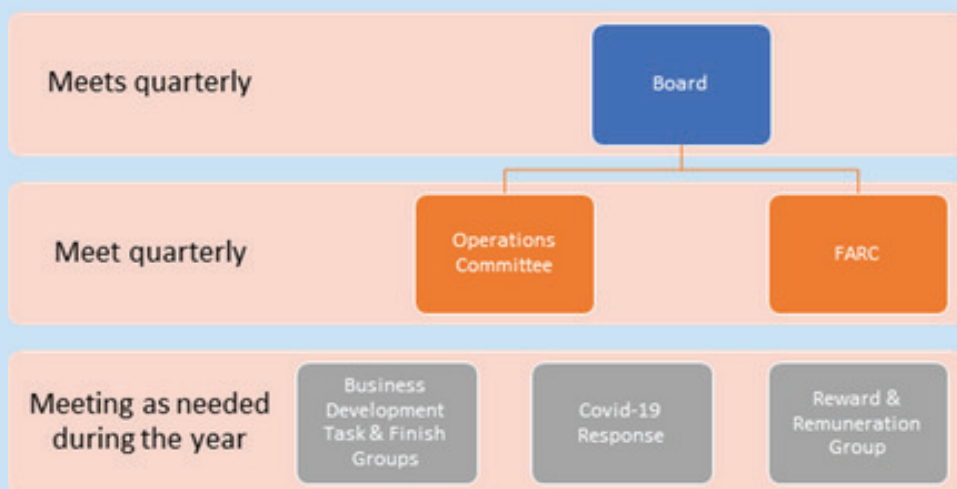 Meets quarterly
Board
Meet quarterly
Operations
Committee
FARC
Meeting as needed
during the year
Business
Development
Task & Finish
Groups
Covid-19
Response
Reward &
Remuneration
Group